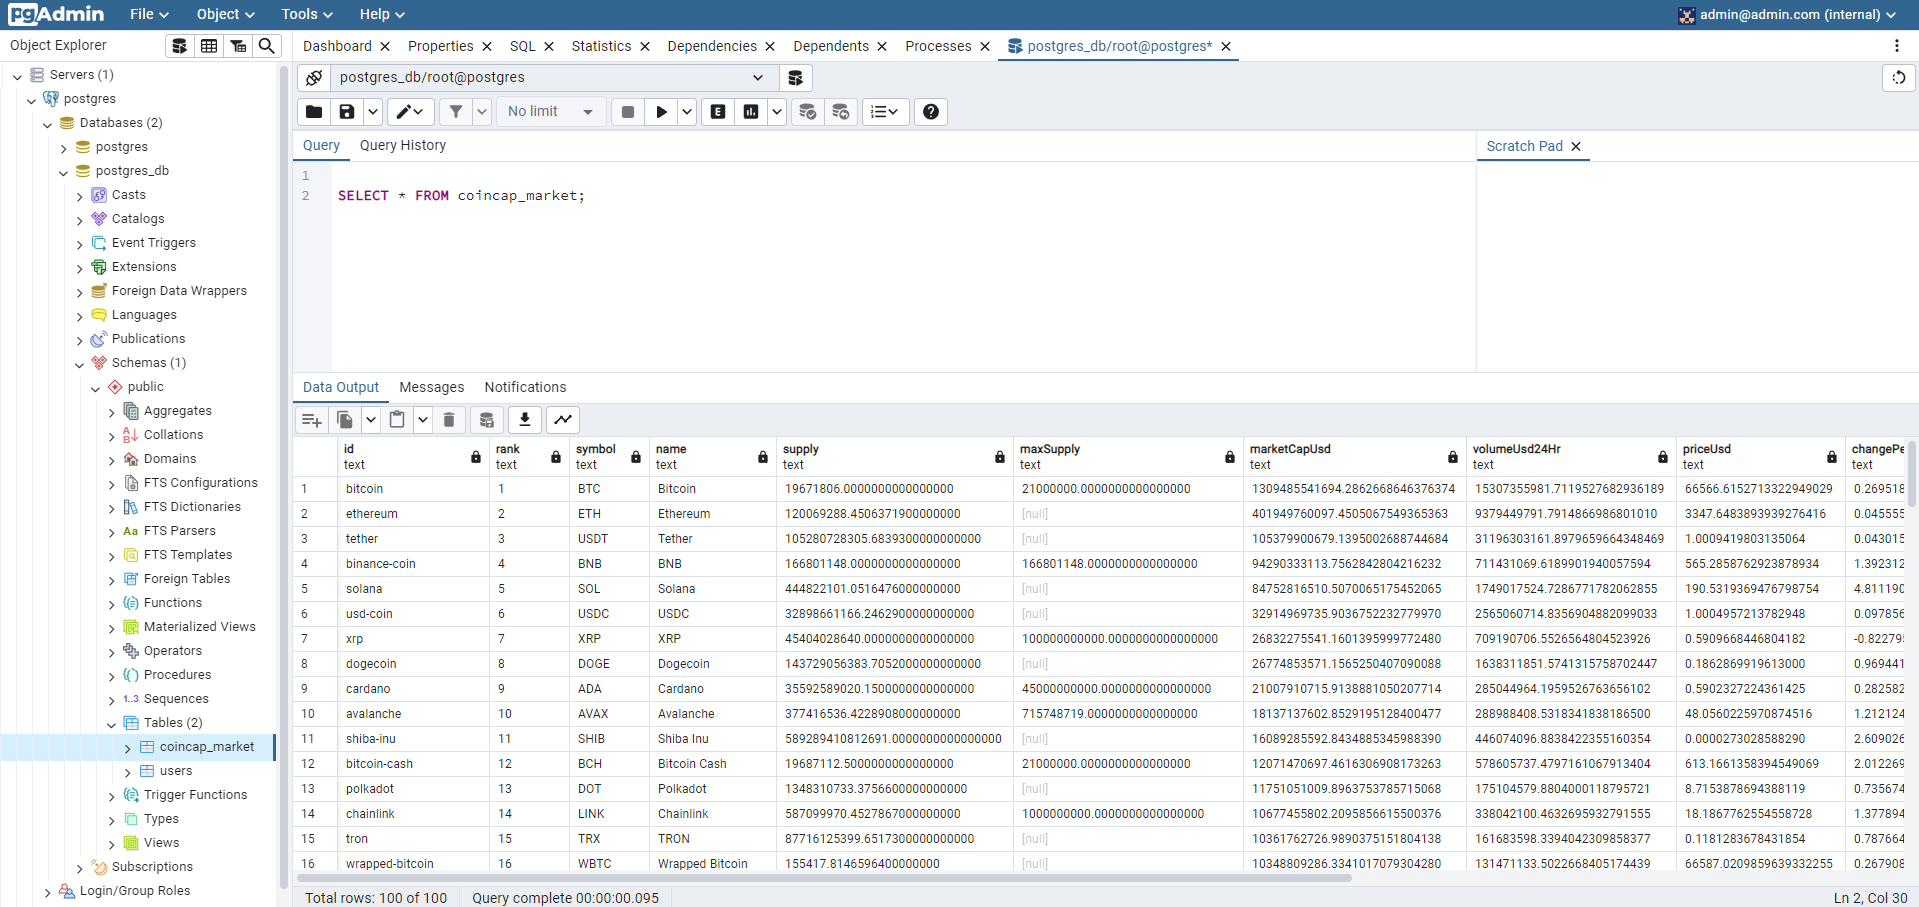 pgAdmin File Object Tools Help admin@admin.com (internal)
Object Explorer
Dashboard Properties SQL Statistics Dependencies Dependents Processes postgres_db/root@postgres*
Servers (1)
postgres
Databases (2)
postgres
postgres_db
Casts
Catalogs
Event Triggers
Extensions
Foreign Data Wrappers
Languages
Publications
Schemas (1)
public
Aggregates
Collations
Domains
FTS Configurations
FTS Dictionaries
Aa FTS Parsers
FTS Templates
Foreign Tables
Functions
Materialized Views
Operators
Procedures
1..3 Sequences
Tables (2)
coincap_market
users
Trigger Functions
Types
Views
Subscriptions
Login/Group Roles
postgres_db/root@postgres
No limit E
Query Query History
Scratch Pad
1
2 SELECT * FROM coincap_market;
Data Output Messages Notifications
id rank symbol name supply maxSupply marketCapUsd volumeUsd24Hr priceUsd changePe
text text text text text text text text text text
1 bitcoin 1 BTC Bitcoin 19671806.0000000000000000 21000000.0000000000000000 1309485541694.2862668646376374 15307355981.7119527682936189 66566.6152713322949029 0.269518
2 ethereum 2 ETH Ethereum 120069288.4506371900000000 [null] 401949760097.4505067549365363 9379449791.7914866986801010 3347.6483893939276416 0.045555
3 tether 3 USDT Tether 105280728305.6839300000000000 [null] 105379900679.1395002688744684 31196303161.8979659664348469 1.0009419803135064 0.043015
4 binance-coin 4 BNB BNB 166801148.0000000000000000 166801148.0000000000000000 94290333113.7562842804216232 711431069.6189901940057594 565.2858762923878934 1.392312
5 solana 5 SOL Solana 444822101.0516476000000000 [null] 84752816510.5070065175452065 1749017524.7286771782062855 190.5319369476798754 4.811190
6 usd-coin 6 USDC USDC 32898661166.2462900000000000 [null] 32914969735.9036752232779970 2565060714.8356904882099033 1.0004957213782948 0.097856
7 xrp 7 XRP XRP 45404028640.0000000000000000 100000000000.0000000000000000 26832275541.1601395999772480 709190706.5526564804523926 0.5909668446804182 -0.822795
8 dogecoin 8 DOGE Dogecoin 143729056383.7052000000000000 [null] 26774853571.1565250407090088 1638311851.5741315758702447 0.1862869919613000 0.969441
9 cardano 9 ADA Cardano 35592589020.1500000000000000 45000000000.0000000000000000 21007910715.9138881050207714 285044964.1959526763656102 0.5902327224361425 0.282582
10 avalanche 10 AVAX Avalanche 377416536.4228908000000000 715748719.0000000000000000 18137137602.8529195128400477 288988408.5318341838186500 48.0560225970874516 1.212124
11 shiba-inu 11 SHIB Shiba Inu 589289410812691.0000000000000000 [null] 16089285592.8434885345988390 446074096.8838422355160354 0.0000273028588290 2.609026
12 bitcoin-cash 12 BCH Bitcoin Cash 19687112.5000000000000000 21000000.0000000000000000 12071470697.4616306908173263 578605737.4797161067913404 613.1661358394549069 2.012269
13 polkadot 13 DOT Polkadot 1348310733.3756600000000000 [null] 11751051009.8963753785715068 175104579.8804000118795721 8.7153878694388119 0.735674
14 chainlink 14 LINK Chainlink 587099970.4527867000000000 1000000000.0000000000000000 10677455802.2095856615500376 338042100.4632695932791555 18.1867762554558728 1.377894
15 tron 15 TRX TRON 87716125399.6517300000000000 [null] 10361762726.9890375151804138 161683598.3394042309858377 0.1181283678431854 0.787664
16 wrapped-bitcoin 16 WBTC Wrapped Bitcoin 155417.8146596400000000 [null] 10348809286.3341017079304280 131471133.5022668405174439 66587.0209859639332255 0.267908
Total rows: 100 of 100 Query complete 00:00:00.095 Ln 2, Col 30